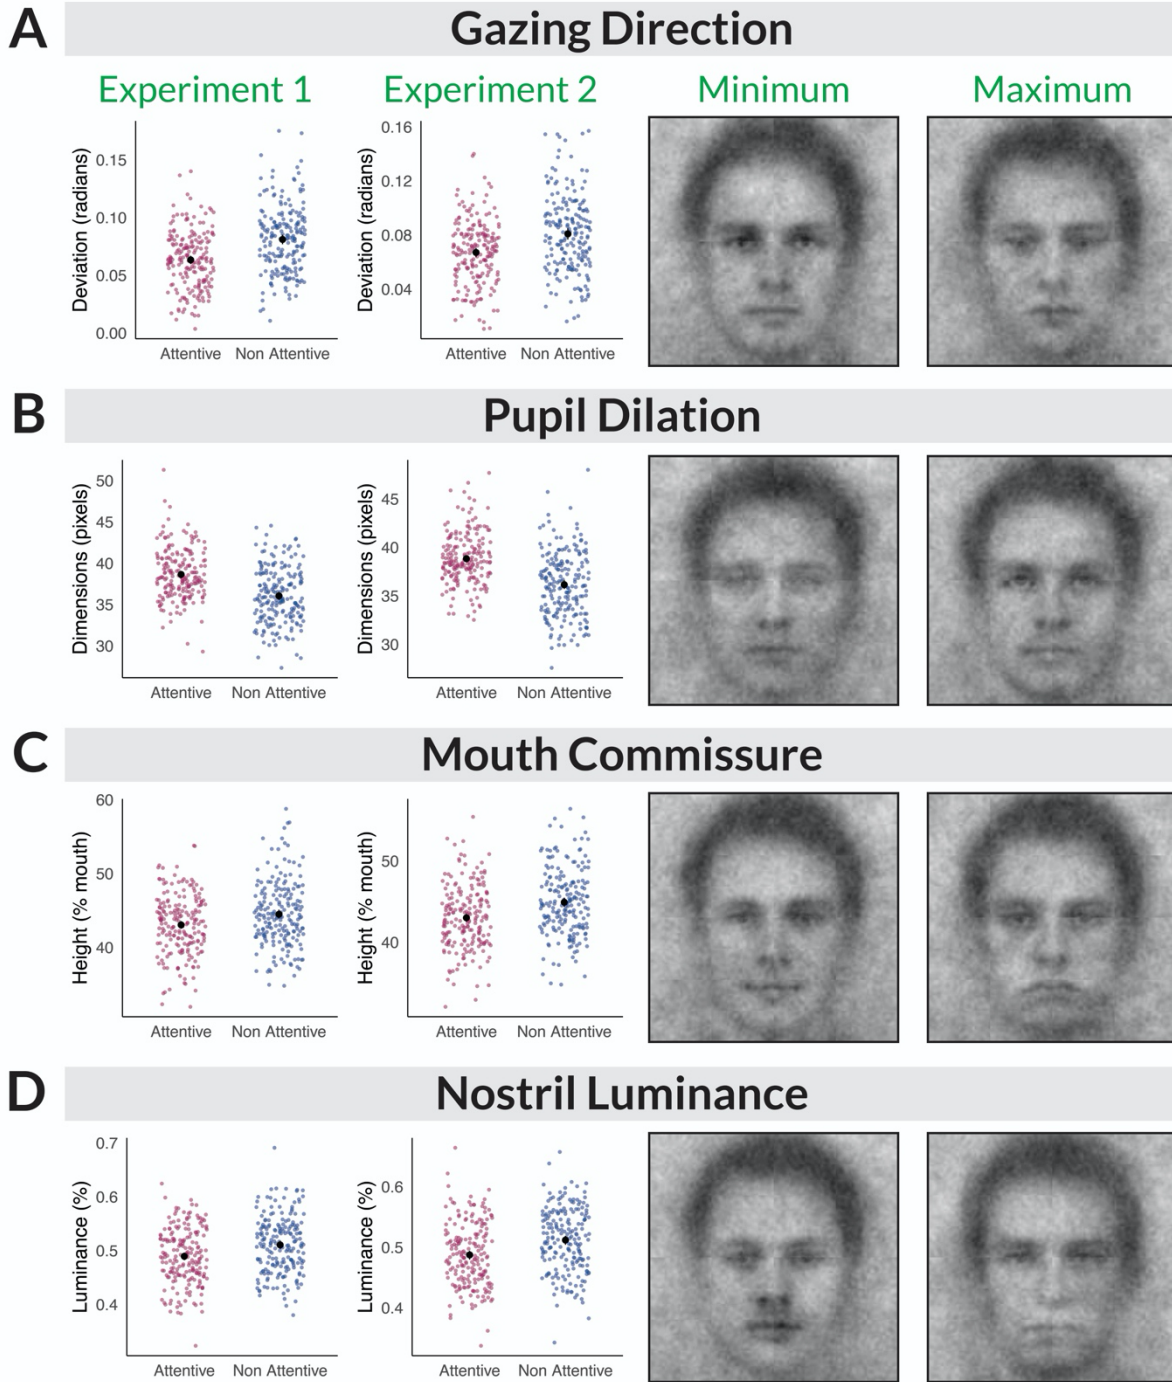 A
Gazing Direction
Experiment 1
Experiment 2
Minimum
Maximum
Deviation (radians)
0.15
0.10
0.05
0.00
Attentive
Non Attentive
Deviation (radians)
0.16
0.12
0.08
0.04
Attentive
Non Attentive
B
Pupil Dilation
Dimensions (pixels)
50
45
40
35
30
Attentive
Non Attentive
Dimensions (pixels)
45
40
35
30
Attentive
Non Attentive
C
Mouth Commissure
Height (% mouth)
60
50
40
Attentive
Non Attentive
Height (% mouth)
50
40
Attentive
Non Attentive
D
Nostril Luminance
Luminance (%)
0.7
0.6
0.5
0.4
Attentive
Non Attentive
Luminance (%)
0.6
0.5
0.4
Attentive
Non Attentive